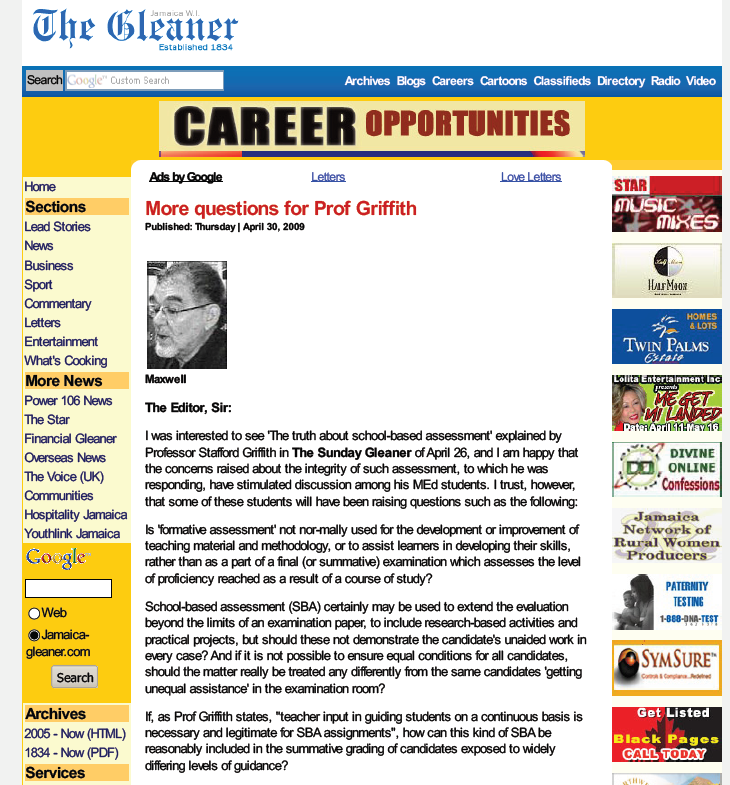 Jamaica W.I.
The Gleaner
Established 1834
Search Google™ Custom Search
Archives Blogs Careers Cartoons Classifieds Directory Radio Video
CAREER OPPORTUNITIES
Ads by Google Letters Love Letters
Home
Sections
Lead Stories
News
Business
Sport
Commentary
Letters
Entertainment
What's Cooking
More News
Power 106 News
The Star
Financial Gleaner
Overseas News
The Voice (UK)
Communities
Hospitality Jamaica
Youthlink Jamaica
Google™
Web
Jamaica-
gleaner.com
Search
Archives
2005 - Now (HTML)
1834 - Now (PDF)
Services
More questions for Prof Griffith
Published: Thursday | April 30, 2009
Maxwell
The Editor, Sir:
I was interested to see 'The truth about school-based assessment' explained by
Professor Stafford Griffith in The Sunday Gleaner of April 26, and I am happy that
the concerns raised about the integrity of such assessment, to which he was
responding, have stimulated discussion among his MEd students. I trust, however,
that some of these students will have been raising questions such as the following:
Is 'formative assessment' not nor-mally used for the development or improvement of
teaching material and methodology, or to assist learners in developing their skills,
rather than as a part of a final (or summative) examination which assesses the level
of proficiency reached as a result of a course of study?
School-based assessment (SBA) certainly may be used to extend the evaluation
beyond the limits of an examination paper, to include research-based activities and
practical projects, but should these not demonstrate the candidate's unaided work in
every case? And if it is not possible to ensure equal conditions for all candidates,
should the matter really be treated any differently from the same candidates 'getting
unequal assistance' in the examination room?
If, as Prof Griffith states, "teacher input in guiding students on a continuous basis is
necessary and legitimate for SBA assignments", how can this kind of SBA be
reasonably included in the summative grading of candidates exposed to widely
differing levels of guidance?
STAR
MUSIC
MIXES
Half Moon
HALF MOON
HOMES
& LOTS
TWIN PALMS
Estate
Lolita Entertainment Inc
presents
ME GET
MI LANDED
Date: April 11-May 16
DIVINE
ONLINE
Confessions
Jamaica
Network of
Rural Women
Producers
PATERNITY
TESTING
1-888-DNA-TEST
SYMSURE™
Controls & Compliance...Redefined
Get Listed
Black Pages
CALL TODAY